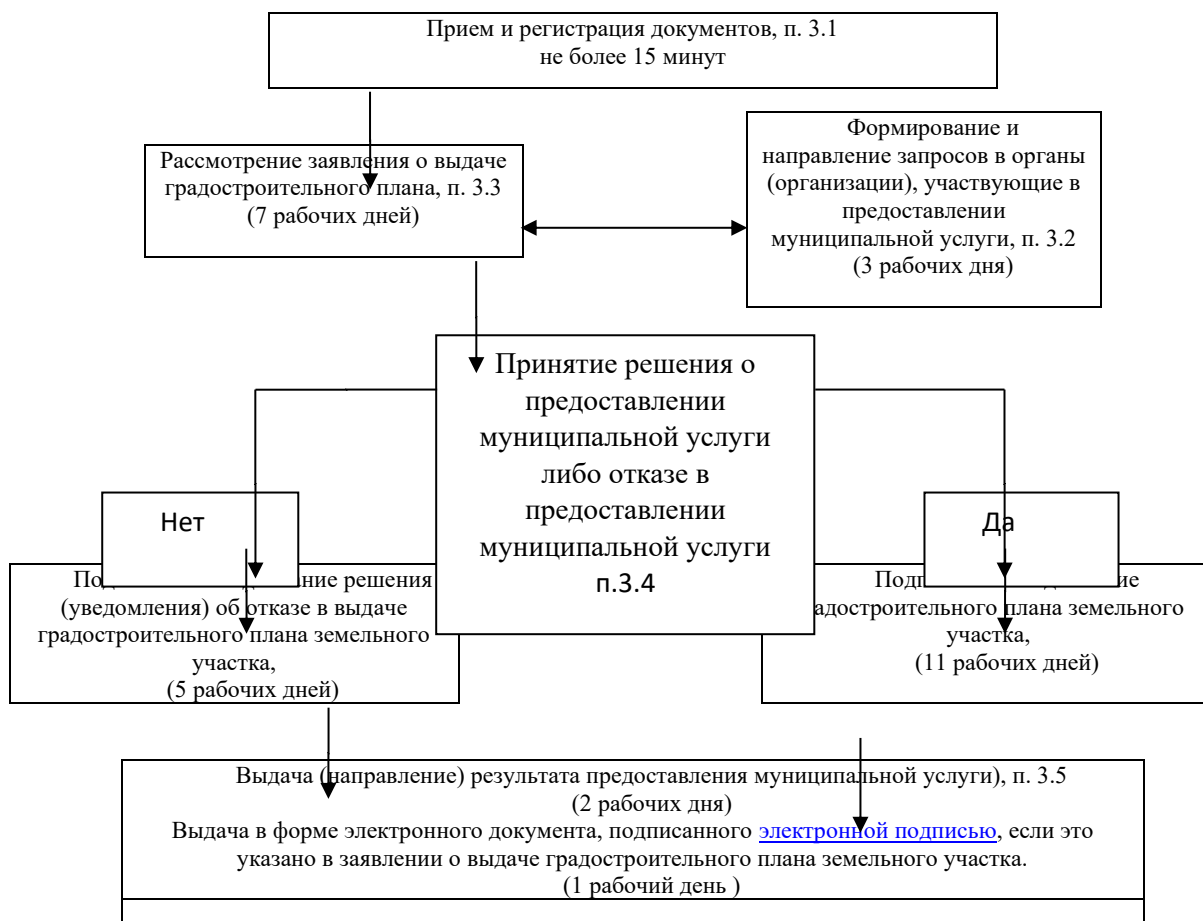 Прием и регистрация документов, п. 3.1
не более 15 минут
Рассмотрение заявления о выдаче
градостроительного плана, п. 3.3
(7 рабочих дней)
Формирование и
направление запросов в органы
(организации), участвующие в
предоставлении
муниципальной услуги, п. 3.2
(3 рабочих дня)
Принятие решения о
предоставлении
муниципальной услуги
либо отказе в
предоставлении
муниципальной услуги
п.3.4
Нет
Да
решения
(уведомления) об отказе в выдаче
градостроительного плана земельного
участка,
(5 рабочих дней)
плана земельного
участка,
(11 рабочих дней)
Выдача (направление) результата предоставления муниципальной услуги), п. 3.5
(2 рабочих дня)
Выдача в форме электронного документа, подписанного электронной подписью, если это
указано в заявлении о выдаче градостроительного плана земельного участка.
(1 рабочий день )